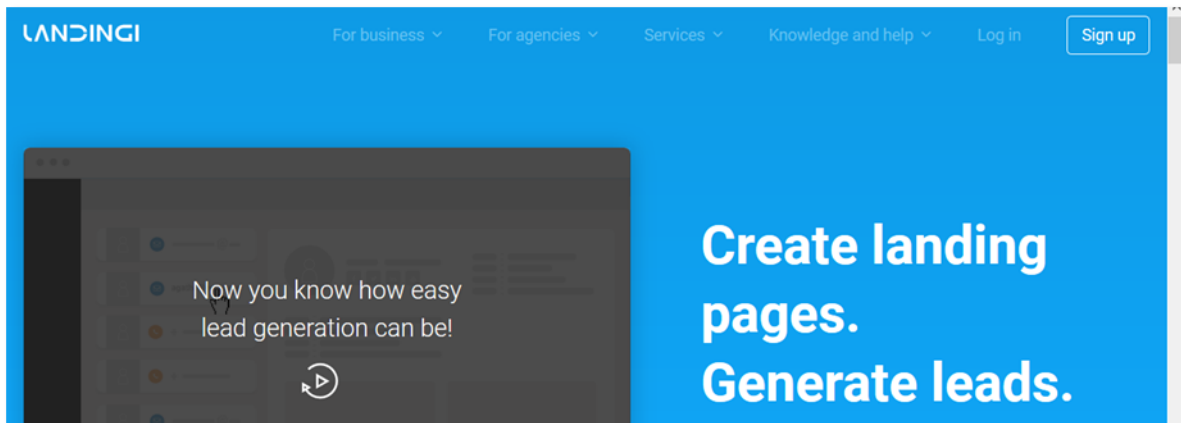 LANDINGI
For business
For agencies
Services
Knowledge and help
Log in
Sign up
Now you know how easy
lead generation can be!
Create landing
pages.
Generate leads.